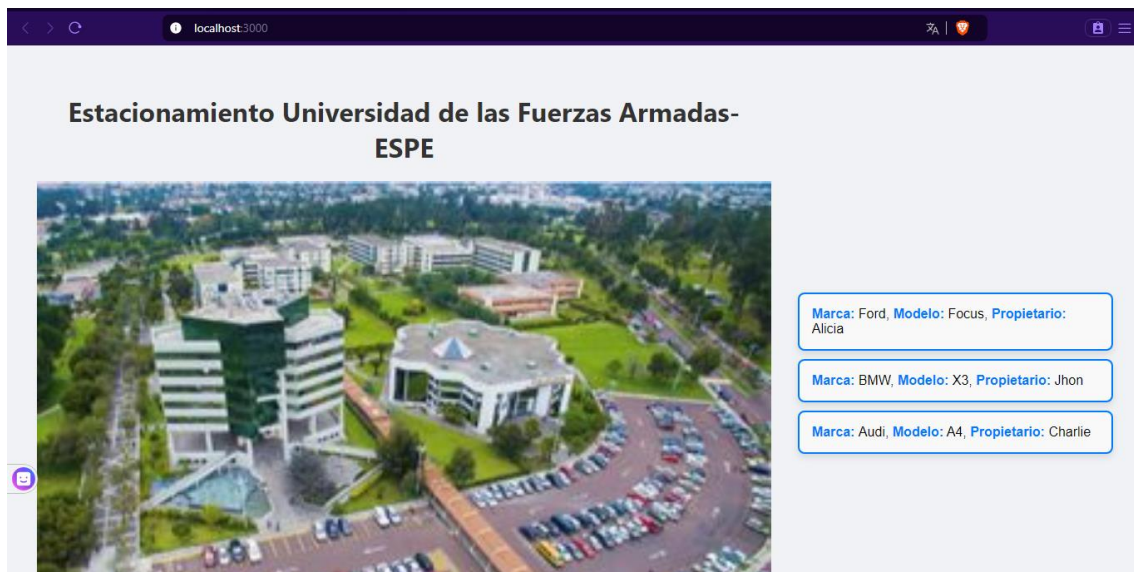 localhost:3000
Estacionamiento Universidad de las Fuerzas Armadas-
ESPE
Marca: Ford, Modelo: Focus, Propietario:
Alicia
Marca: BMW, Modelo: X3, Propietario: Jhon
Marca: Audi, Modelo: A4, Propietario: Charlie